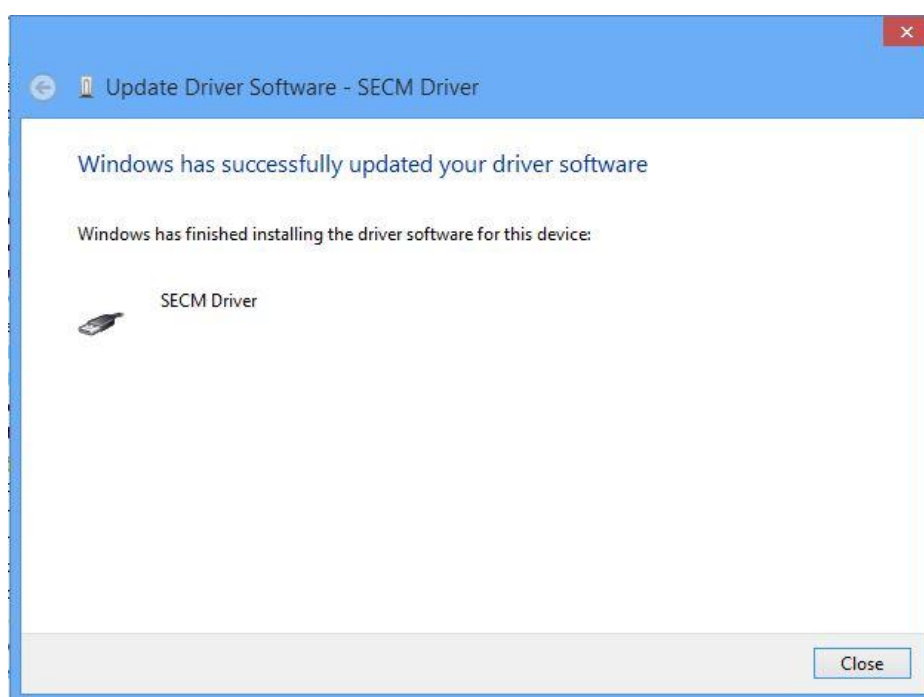 Update Driver Software - SECM Driver
Windows has successfully updated your driver software
Windows has finished installing the driver software for this device:
SECM Driver
Close